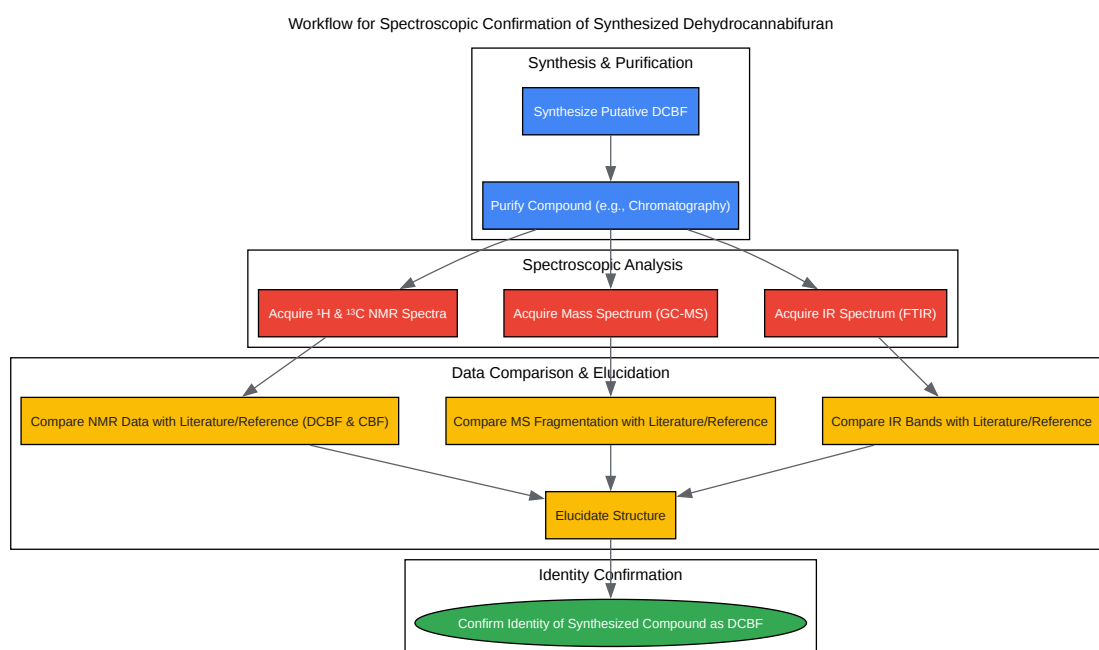 Workflow for Spectroscopic Confirmation of Synthesized Dehydrocannabifuran
Synthesis & Purification
Synthesize Putative DCBF
Purify Compound (e.g., Chromatography)
Spectroscopic Analysis
Acquire ¹H & ¹³C NMR Spectra
Acquire Mass Spectrum (GC-MS)
Acquire IR Spectrum (FTIR)
Data Comparison & Elucidation
Compare NMR Data with Literature/Reference (DCBF & CBF)
Compare MS Fragmentation with Literature/Reference
Compare IR Bands with Literature/Reference
Elucidate Structure
Identity Confirmation
Confirm Identity of Synthesized Compound as DCBF